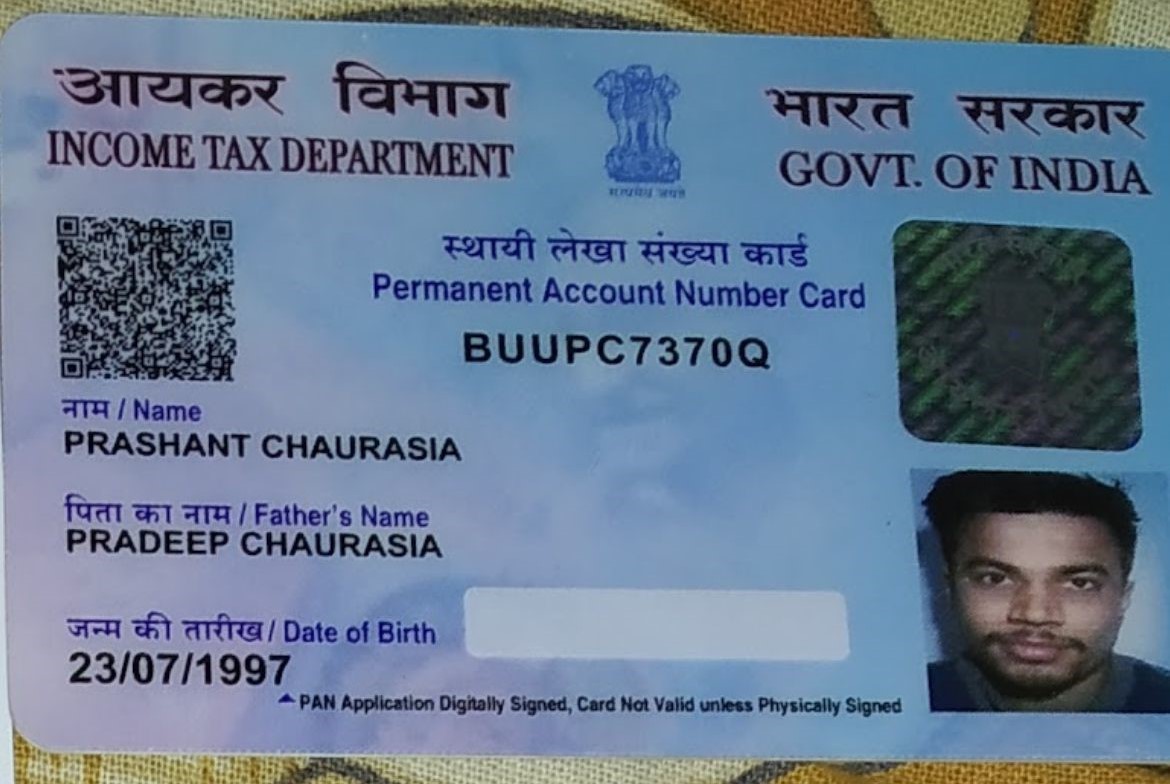 आयकर विभाग
INCOME TAX DEPARTMENT
सत्यमेव जयते
भारत सरकार
GOVT. OF INDIA
स्थायी लेखा संख्या कार्ड
Permanent Account Number Card
BUUPC7370Q
नाम / Name
PRASHANT CHAURASIA
पिता का नाम / Father's Name
PRADEEP CHAURASIA
जन्म की तारीख / Date of Birth
23/07/1997
PAN Application Digitally Signed, Card Not Valid unless Physically Signed